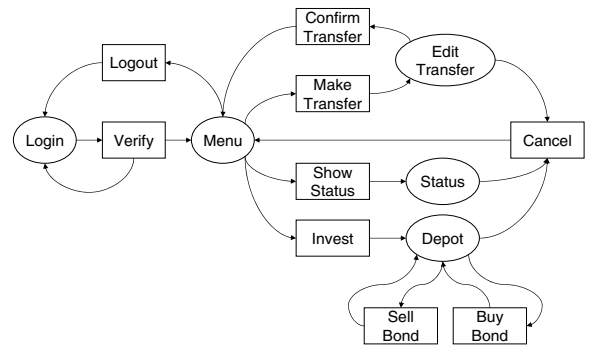 Confirm
Transfer
Edit
Transfer
Logout
Make
Transfer
Login
Verify
Menu
Cancel
Show
Status
Status
Invest
Depot
Sell
Bond
Buy
Bond